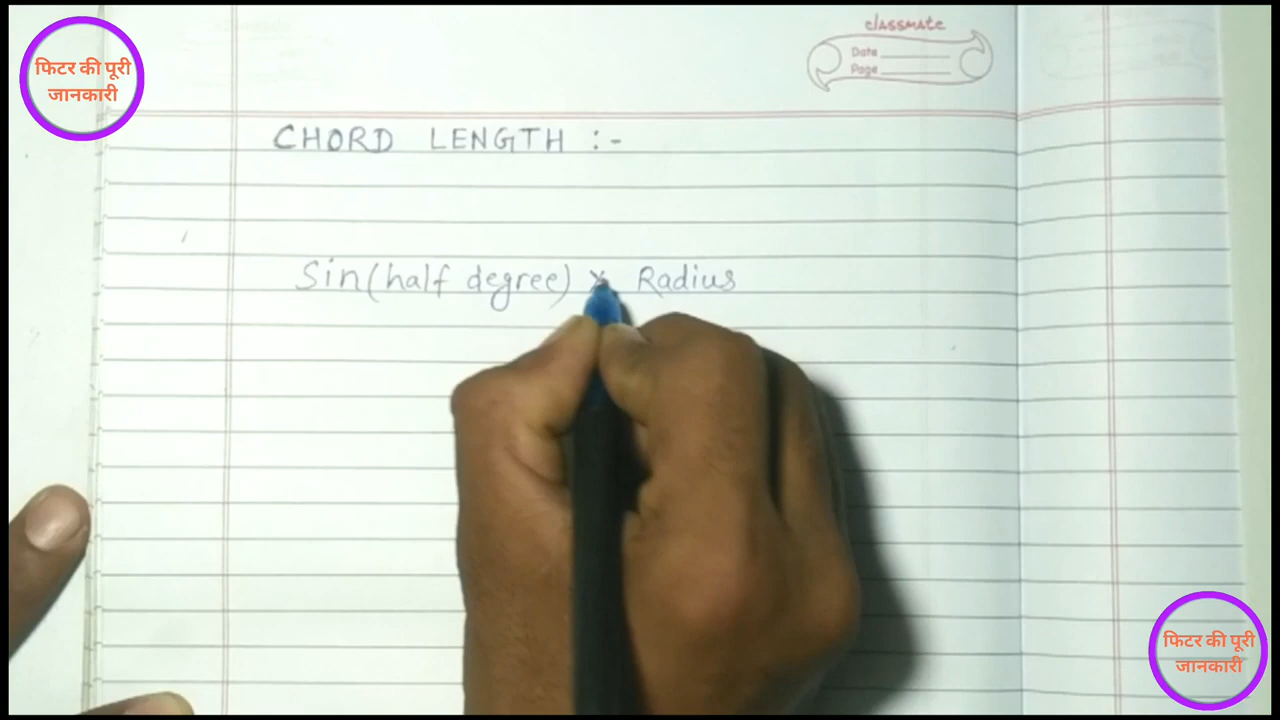 फिटर की पूरी
जानकारी
classmate
Date
Page
CHORD LENGTH :-
Sin(half degree) × Radius
फिटर की पूरी
जानकारी